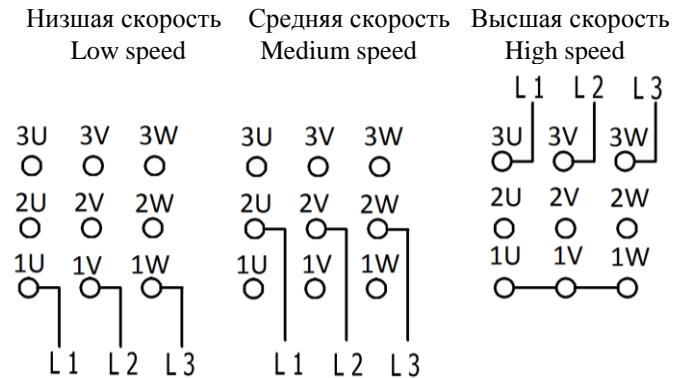 Низшая скорость
Low speed
3U 3V 3W
2U 2V 2W
1U 1V 1W
L1 L2 L3
Средняя скорость
Medium speed
3U 3V 3W
2U 2V 2W
1U 1V 1W
L1 L2 L3
Высшая скорость
High speed
L1 L2 L3
3U 3V 3W
2U 2V 2W
1U 1V 1W